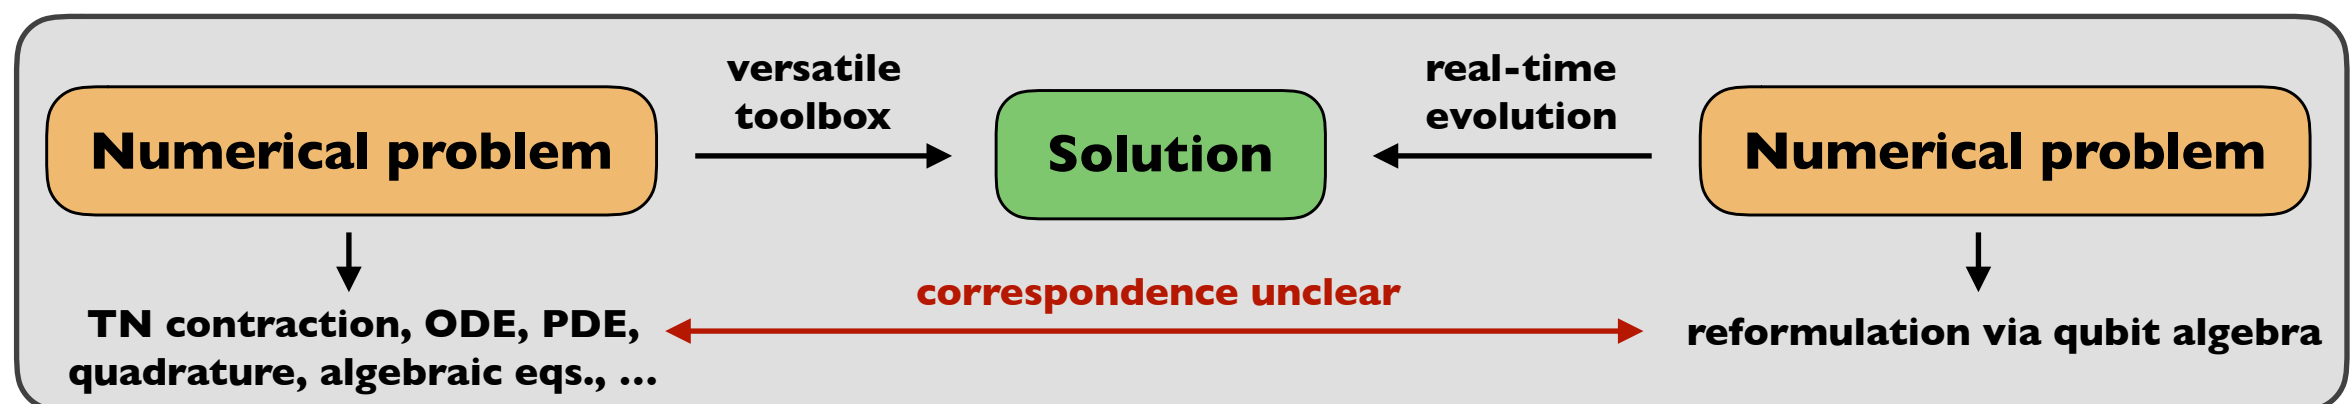 versatile
toolbox
real-time
evolution
Numerical problem
Solution
Numerical problem
correspondence unclear
TN contraction, ODE, PDE,
quadrature, algebraic eqs., ...
reformulation via qubit algebra